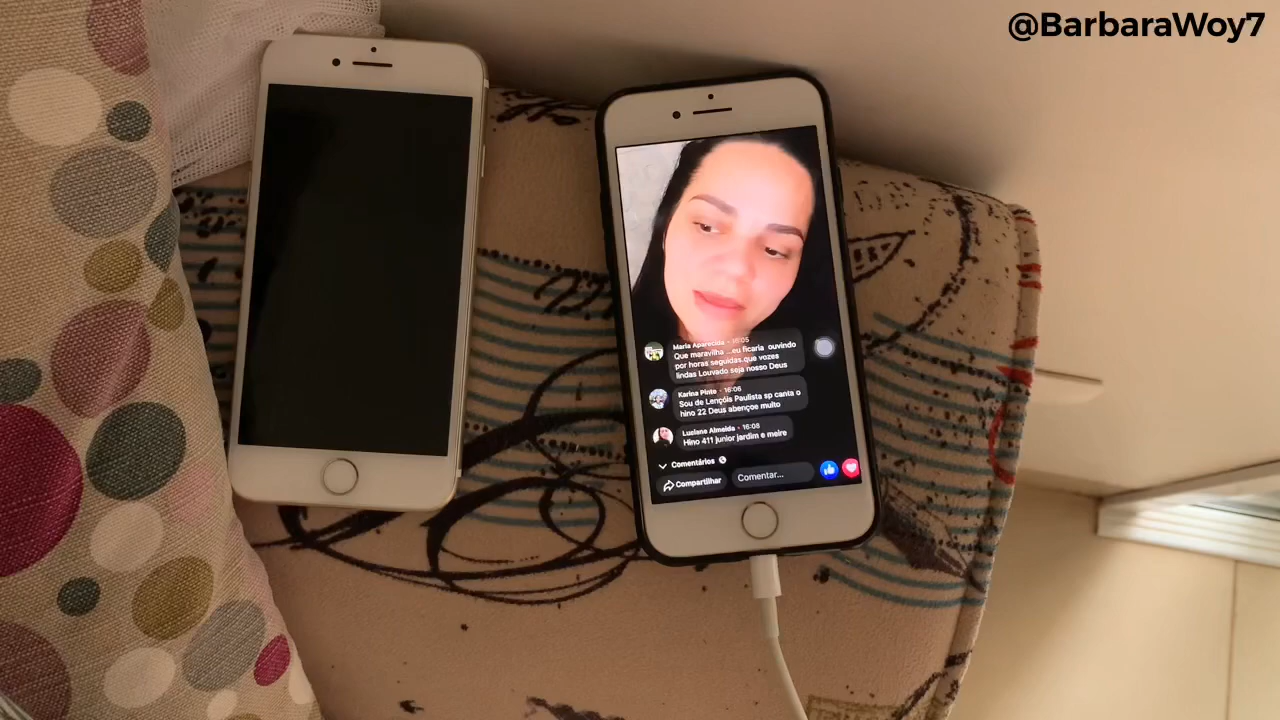 @BarbaraWoy7
Maria Aparecida · 16:05
Que maravilha ...eu ficaria ouvindo
por horas seguidas.que vozes
lindas Louvado seja nosso Deus
Karina Pinto · 16:06
Sou de Lençóis Paulista sp canta o
hino 22 Deus abençoe muito
Luciane Almeida · 16:08
Hino 411 junior jardim e meire
Comentários
Compartilhar
Comentar...